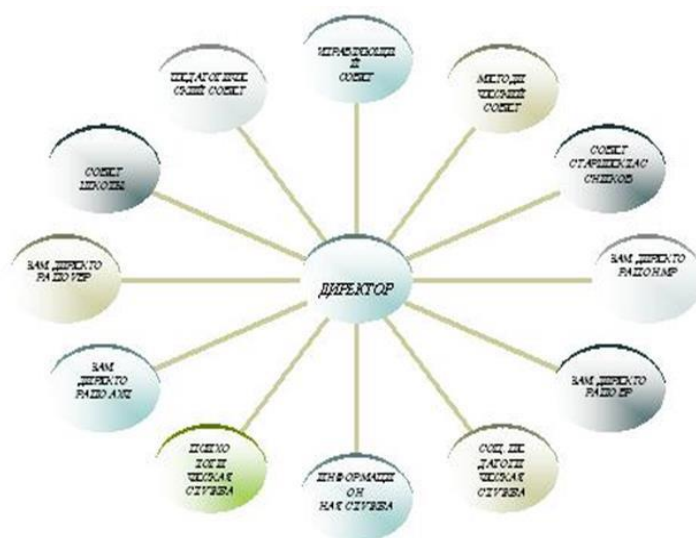 УПРАВЛЯЮЩИ
Й
СОВЕТ
МЕТОДИ
ЧЕСКИЙ
СОВЕТ
СОВЕТ
СТАРШЕКЛАС
СНИКОВ
ЗАМ ДИРЕКТО
РА ПО НМР
ЗАМ ДИРЕКТО
РА ПО ВР
СОЦ. ПЕ
ДАГОГИ
ЧЕСКАЯ
СЛУЖБА
ИНФОРМАЦИ
ОН
НАЯ СЛУЖБА
ПСИХО
ЛОГИ
ЧЕСКАЯ
СЛУЖБА
ЗАМ
ДИРЕКТО
РА ПО АХЧ
ЗАМ ДИРЕКТО
РА ПО УВР
СОВЕТ
ШКОЛЫ
ПЕДАГОГИЧЕ
СКИЙ СОВЕТ
ДИРЕКТОР